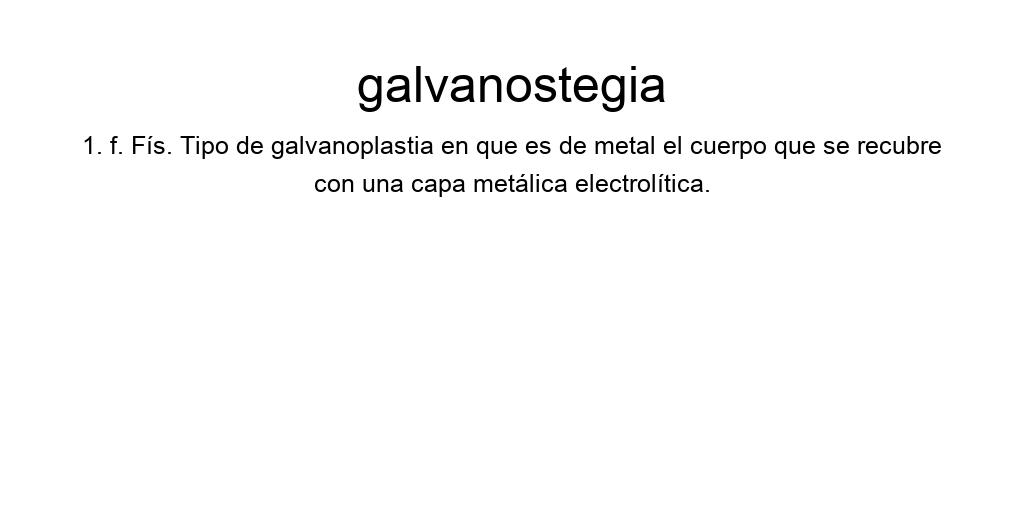 galvanostegia
1. f. Fís. Tipo de galvanoplastia en que es de metal el cuerpo que se recubre
con una capa metálica electrolítica.